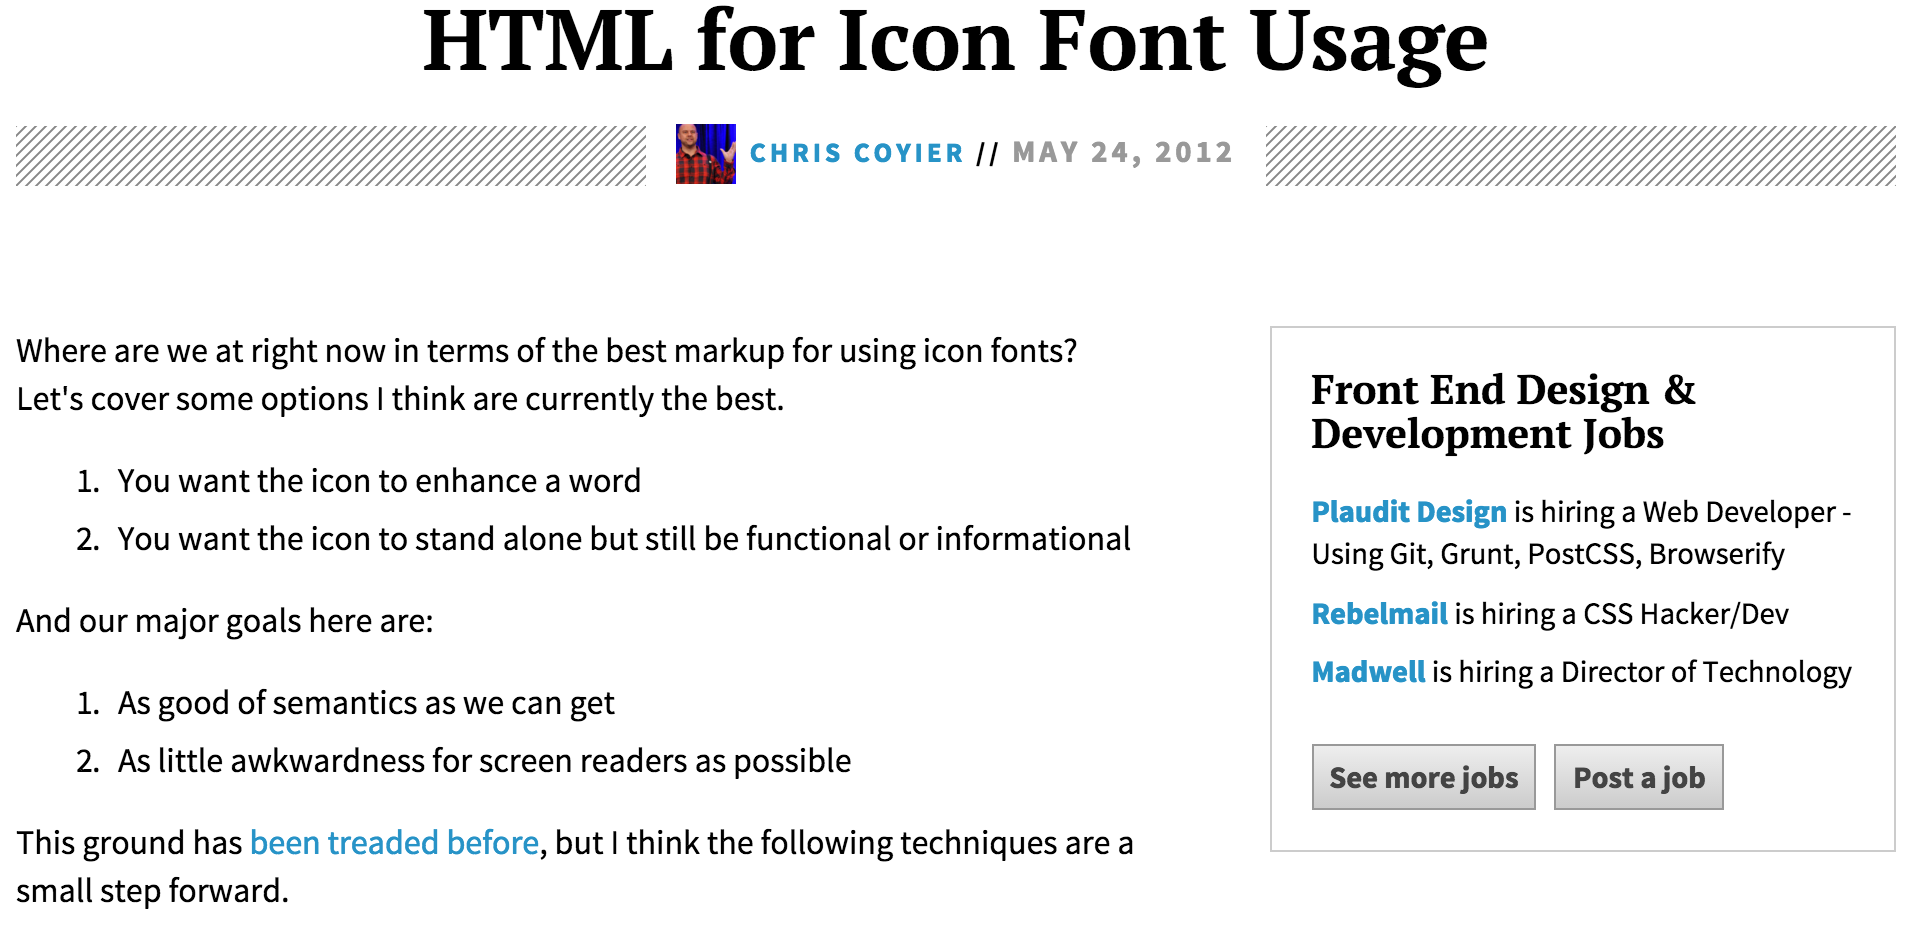 HTML for Icon Font Usage
CHRIS COYIER // MAY 24, 2012
Where are we at right now in terms of the best markup for using icon fonts?
Let's cover some options I think are currently the best.
1. You want the icon to enhance a word
2. You want the icon to stand alone but still be functional or informational
And our major goals here are:
1. As good of semantics as we can get
2. As little awkwardness for screen readers as possible
This ground has been treaded before, but I think the following techniques are a
small step forward.
Front End Design &
Development Jobs
Plaudit Design is hiring a Web Developer -
Using Git, Grunt, PostCSS, Browserify
Rebelmail is hiring a CSS Hacker/Dev
Madwell is hiring a Director of Technology
See more jobs Post a job